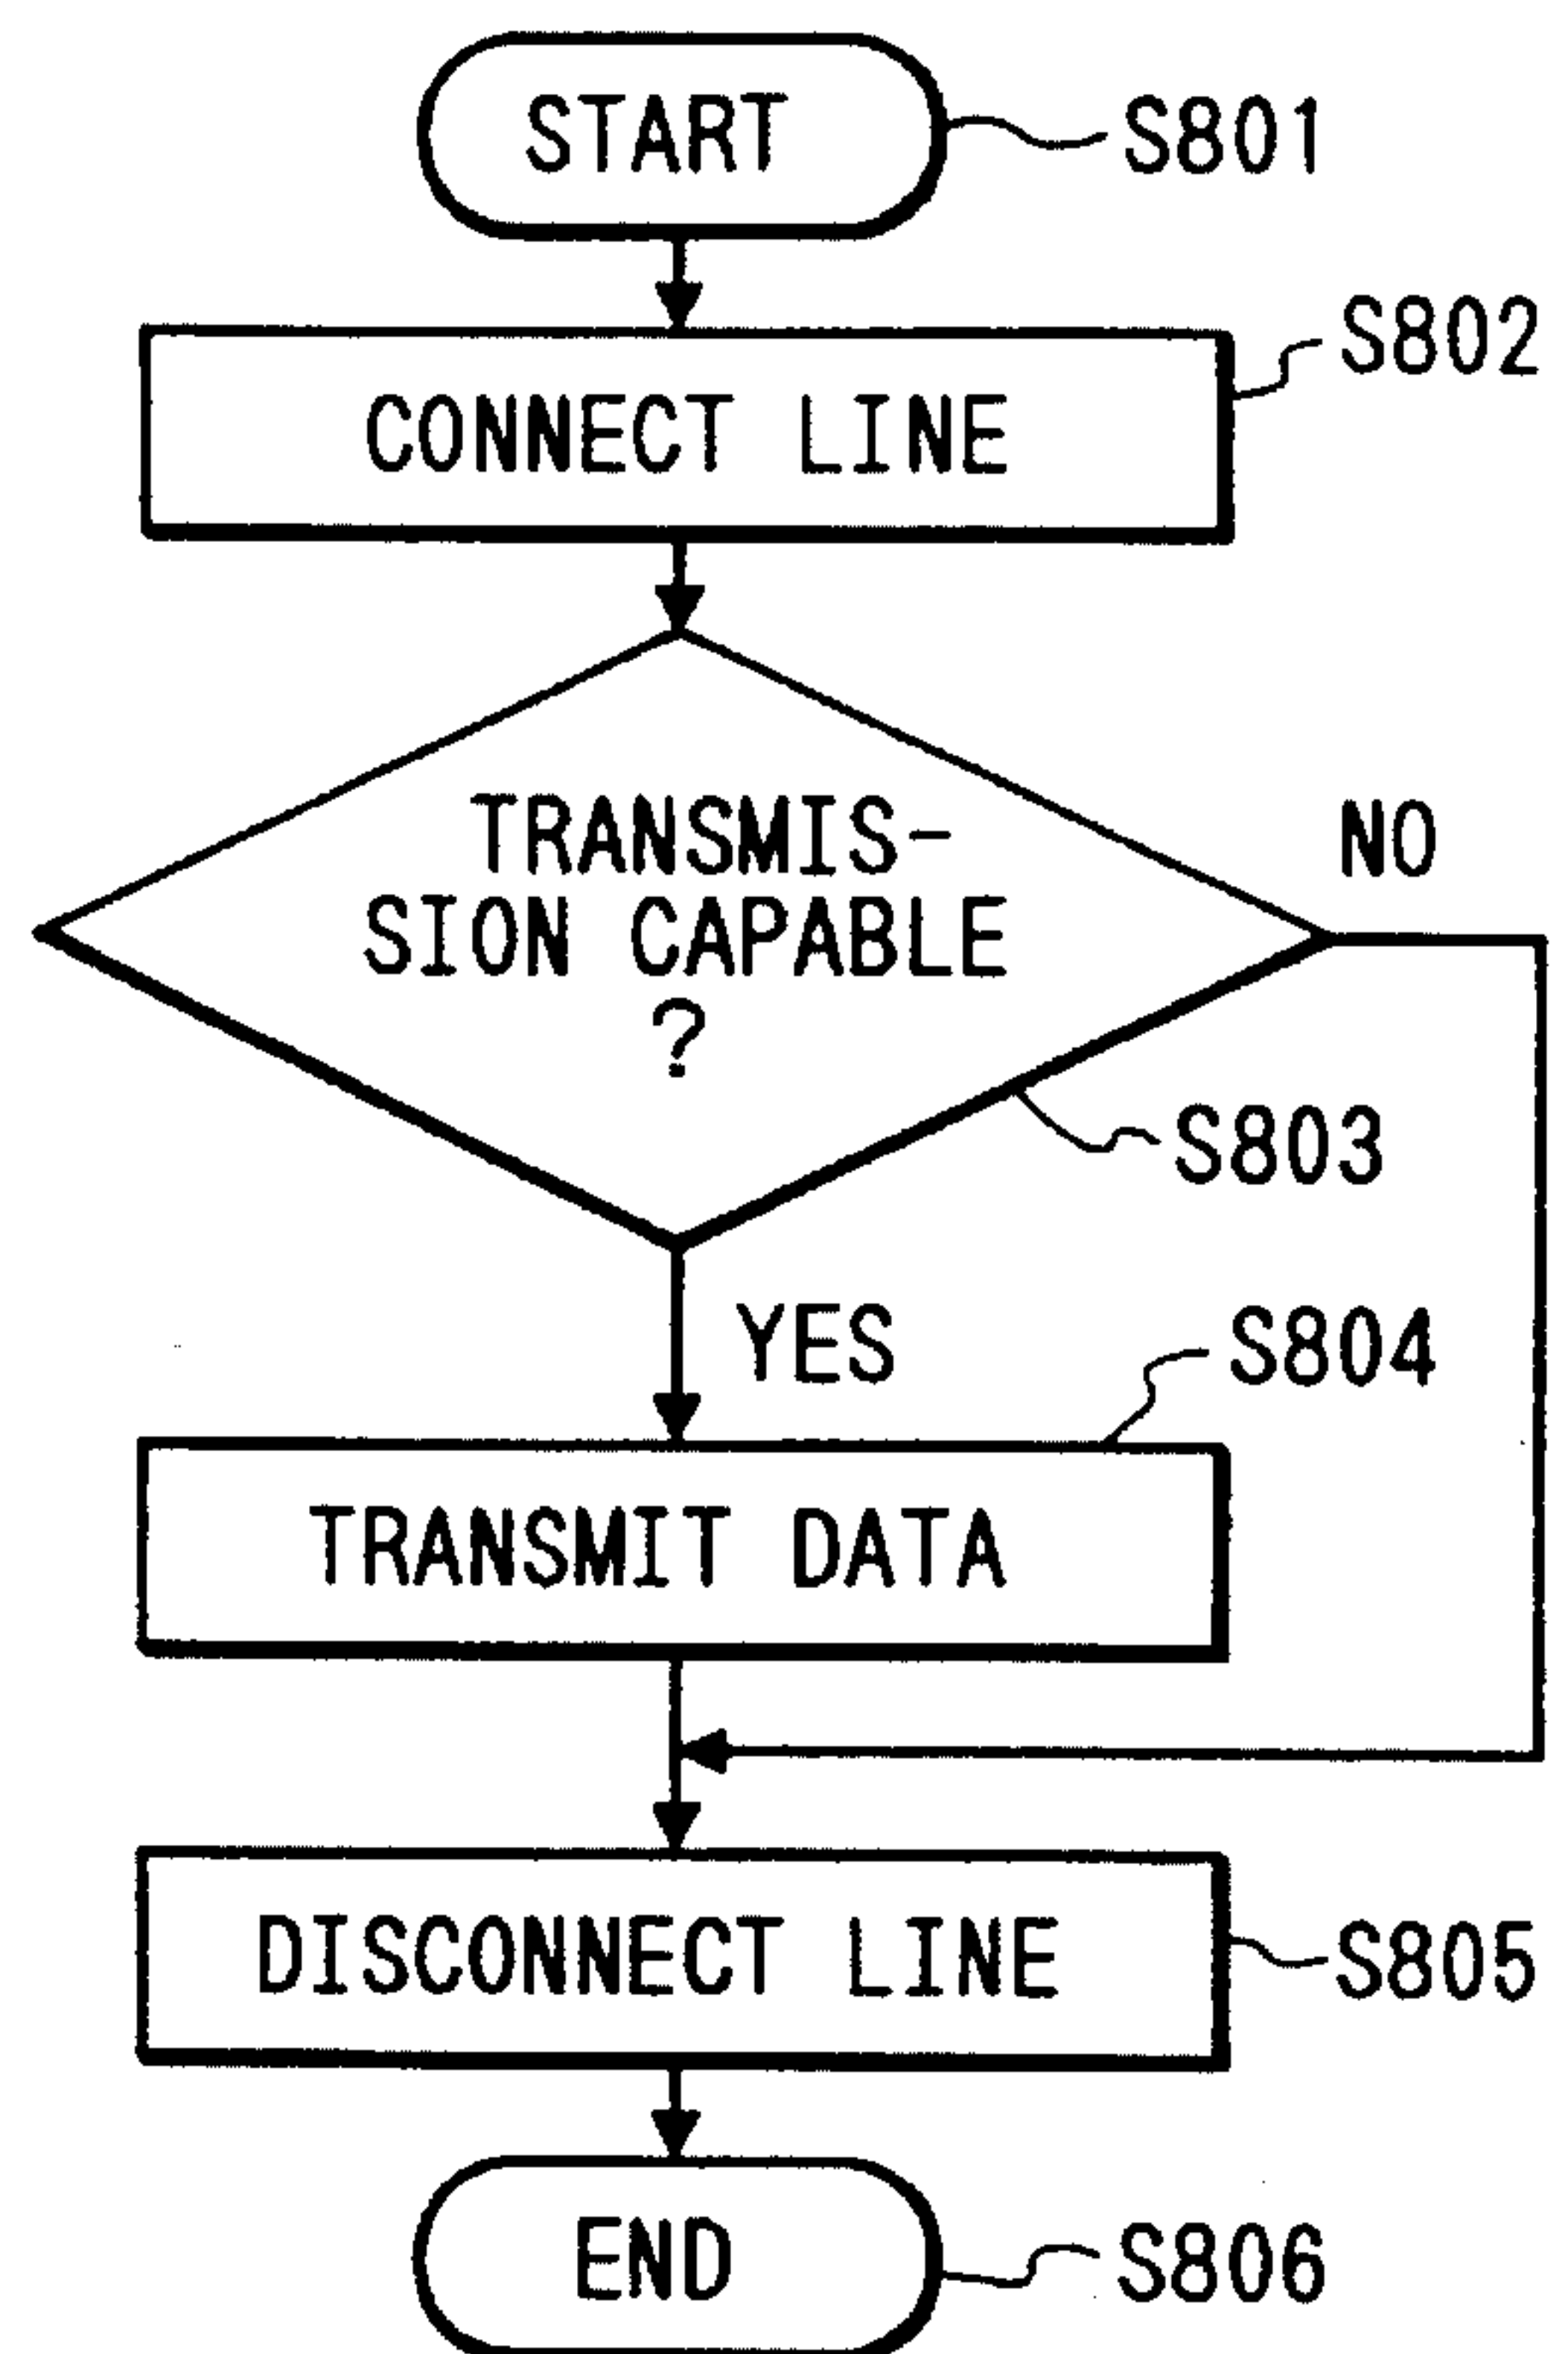 START
S801
S802
CONNECT LINE
TRANSMIS-
SION CAPABLE
?
NO
S803
YES
S804
TRANSMIT DATA
DISCONNECT LINE
S805
END
S806